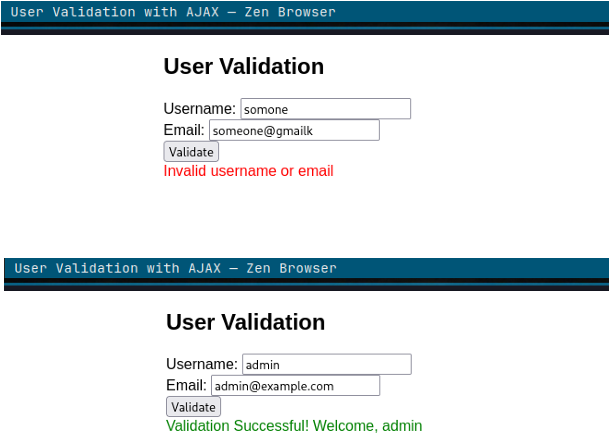 User Validation with AJAX — Zen Browser
User Validation
Username: somone
Email: someone@gmailk
Validate
Invalid username or email
User Validation with AJAX — Zen Browser
User Validation
Username: admin
Email: admin@example.com
Validate
Validation Successful! Welcome, admin